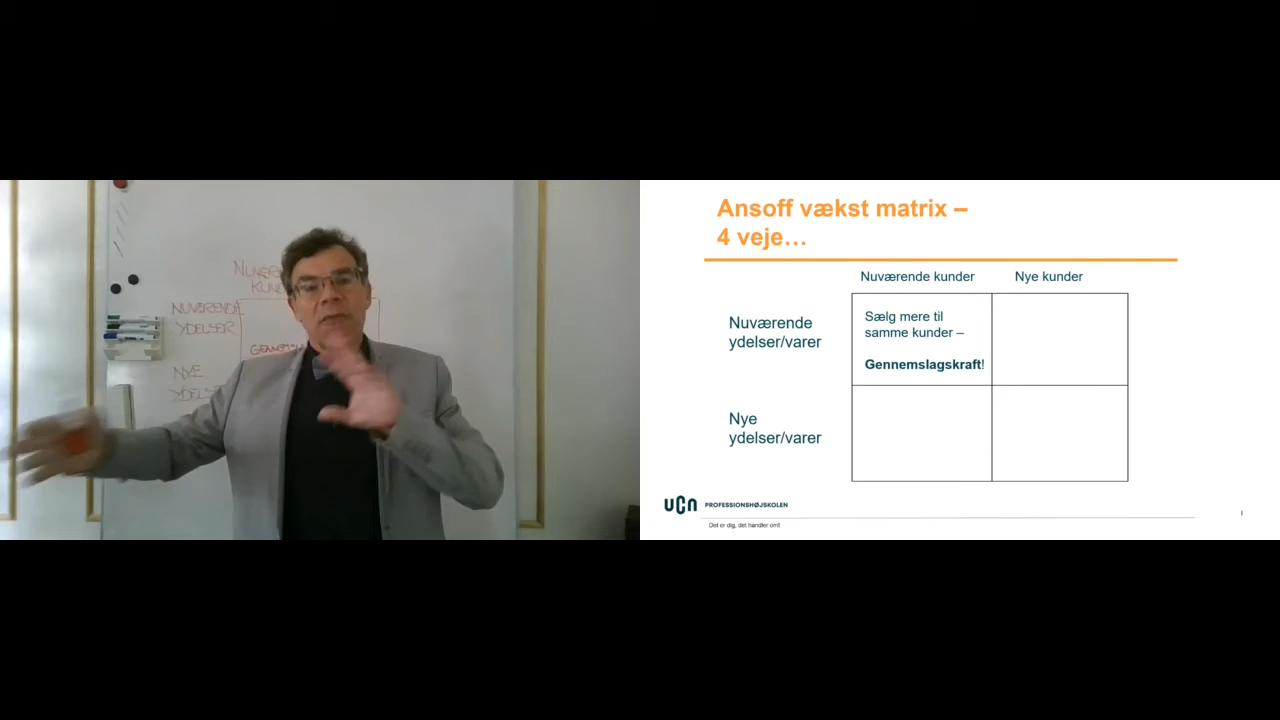 NUVÆRENDE
YDELSER
NYE
Ansoff vækst matrix –
4 veje…
Nuværende kunder
Nye kunder
Nuværende
ydelser/varer
Sælg mere til
samme kunder –
Gennemslagskraft!
Nye
ydelser/varer
UCN PROFESSIONSHØJSKOLEN
Det er dig, det handler om!